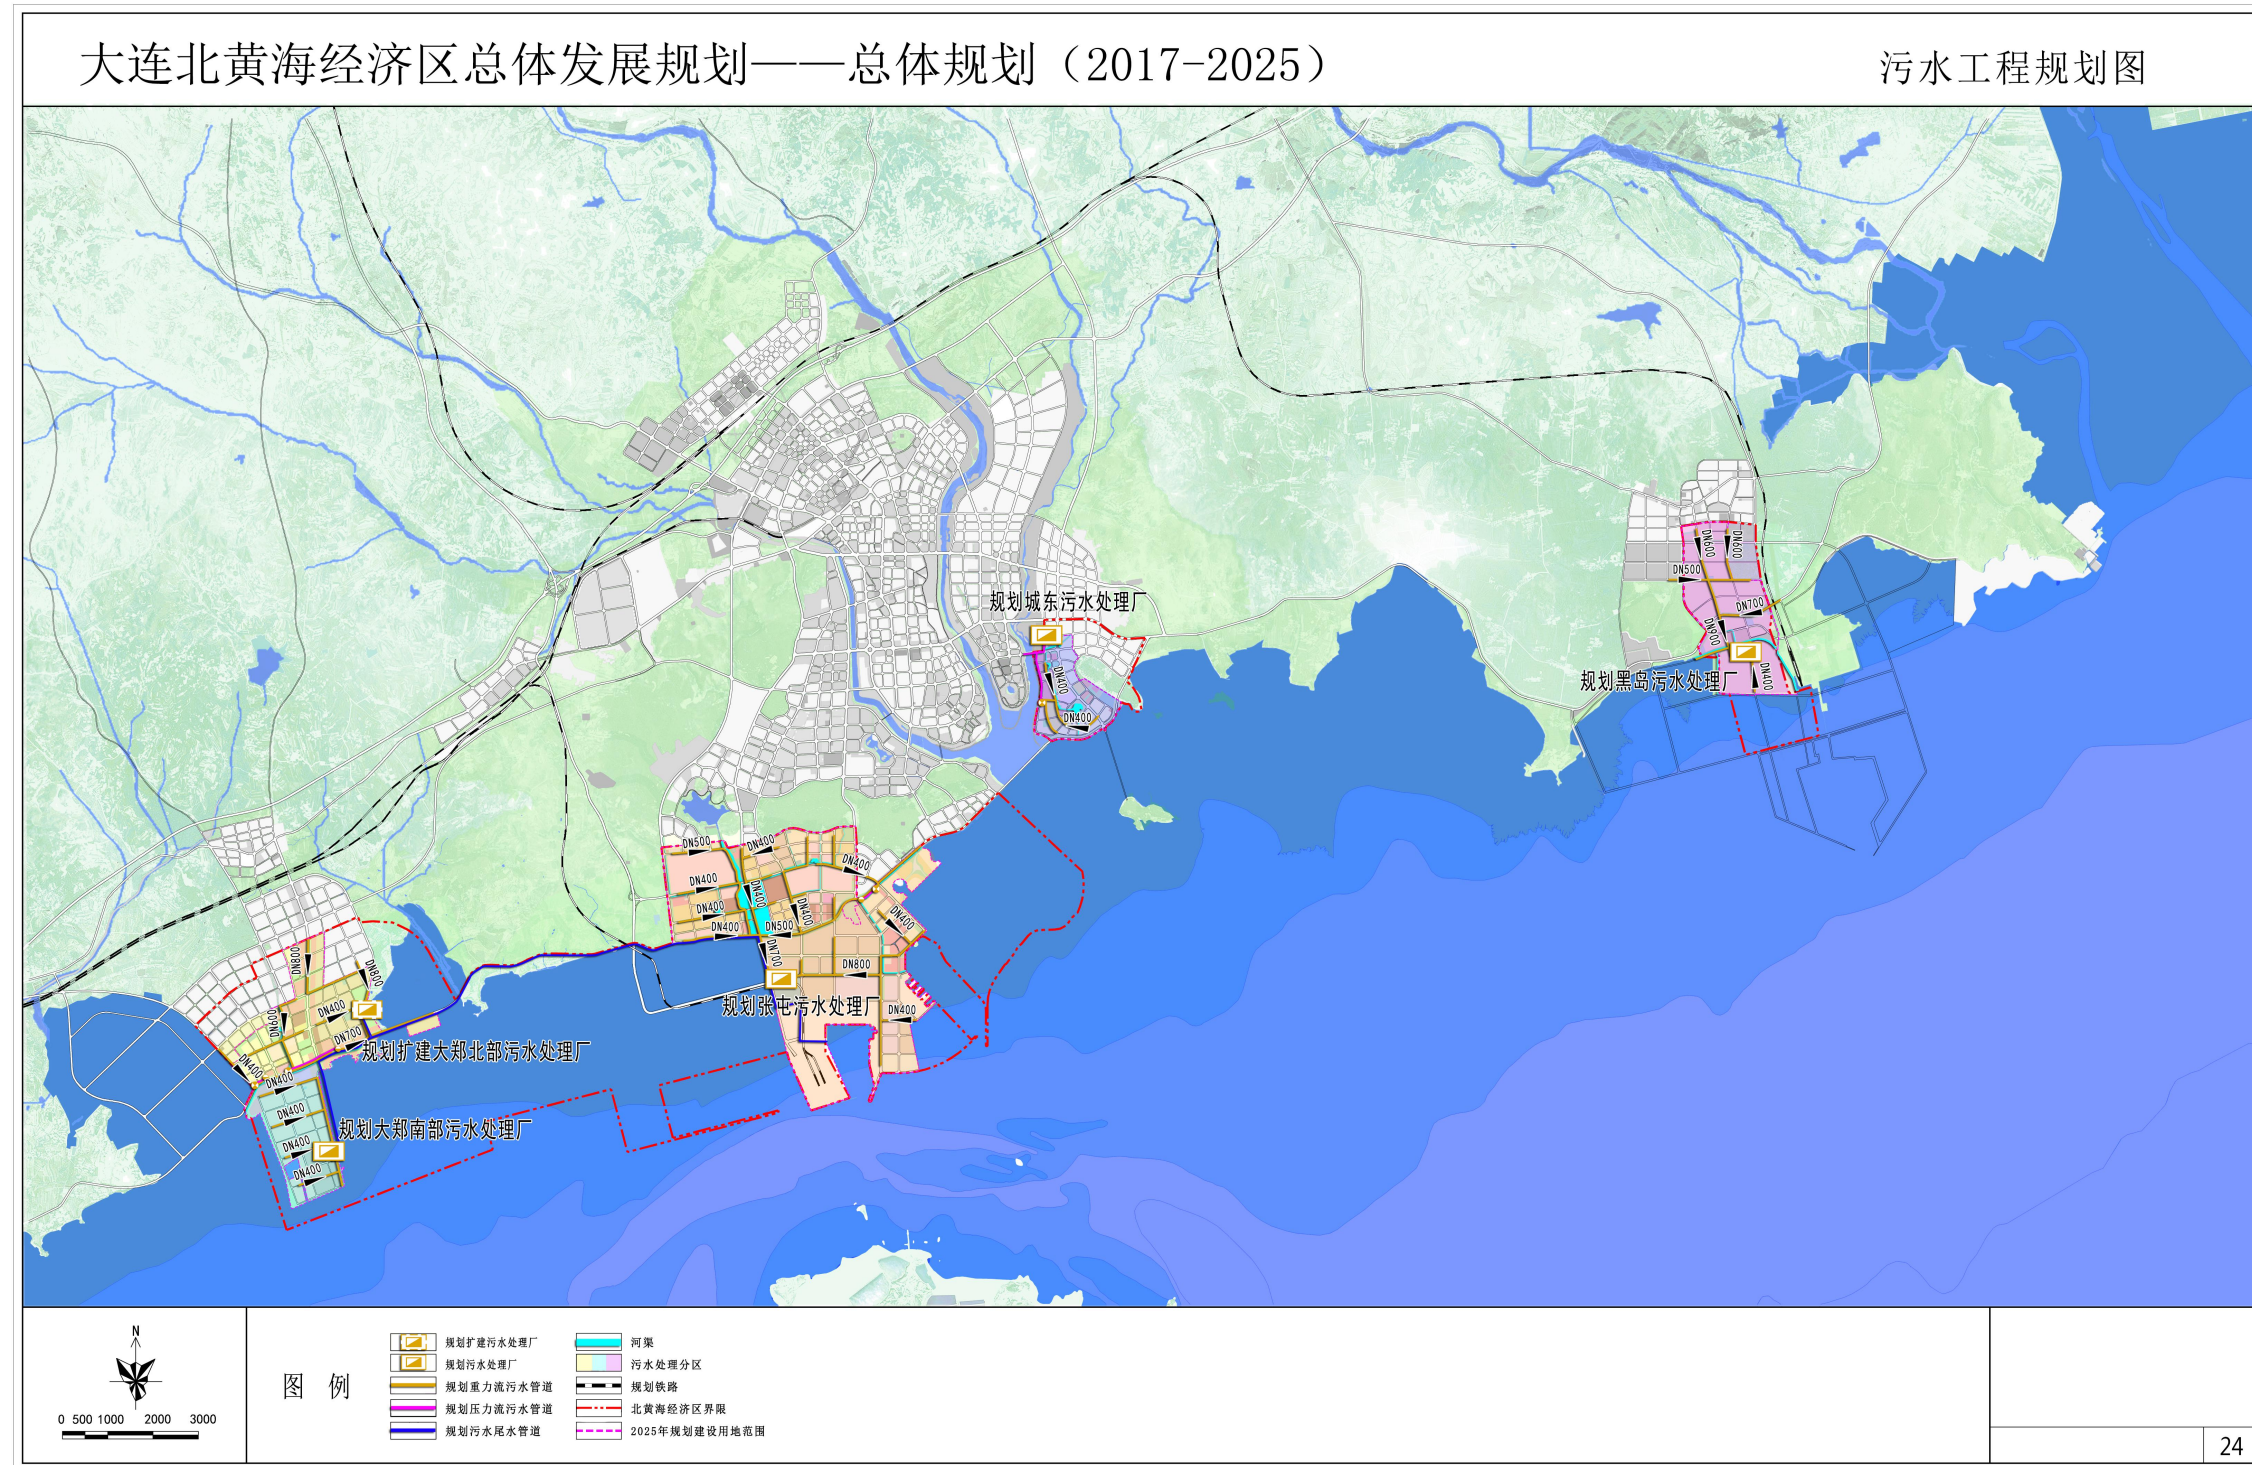 大连北黄海经济区总体发展规划——总体规划（2017-2025）
污水工程规划图
规划城东污水处理厂
DN400
DN400
DN600
DN600
DN500
DN700
DN900
DN400
规划黑岛污水处理厂
DN500
DN400
DN400
DN400
DN400
DN400
DN400
DN400
DN500
DN400
DN700
DN800
DN400
规划张屯污水处理厂
DN800
DN800
DN400
DN600
DN700
DN400
规划扩建大郑北部污水处理厂
DN400
DN400
DN400
DN400
规划大郑南部污水处理厂
N
0 500 1000 2000 3000
图 例
规划扩建污水处理厂
规划污水处理厂
规划重力流污水管道
规划压力流污水管道
规划污水尾水管道
河渠
污水处理分区
规划铁路
北黄海经济区界限
2025年规划建设用地范围
24